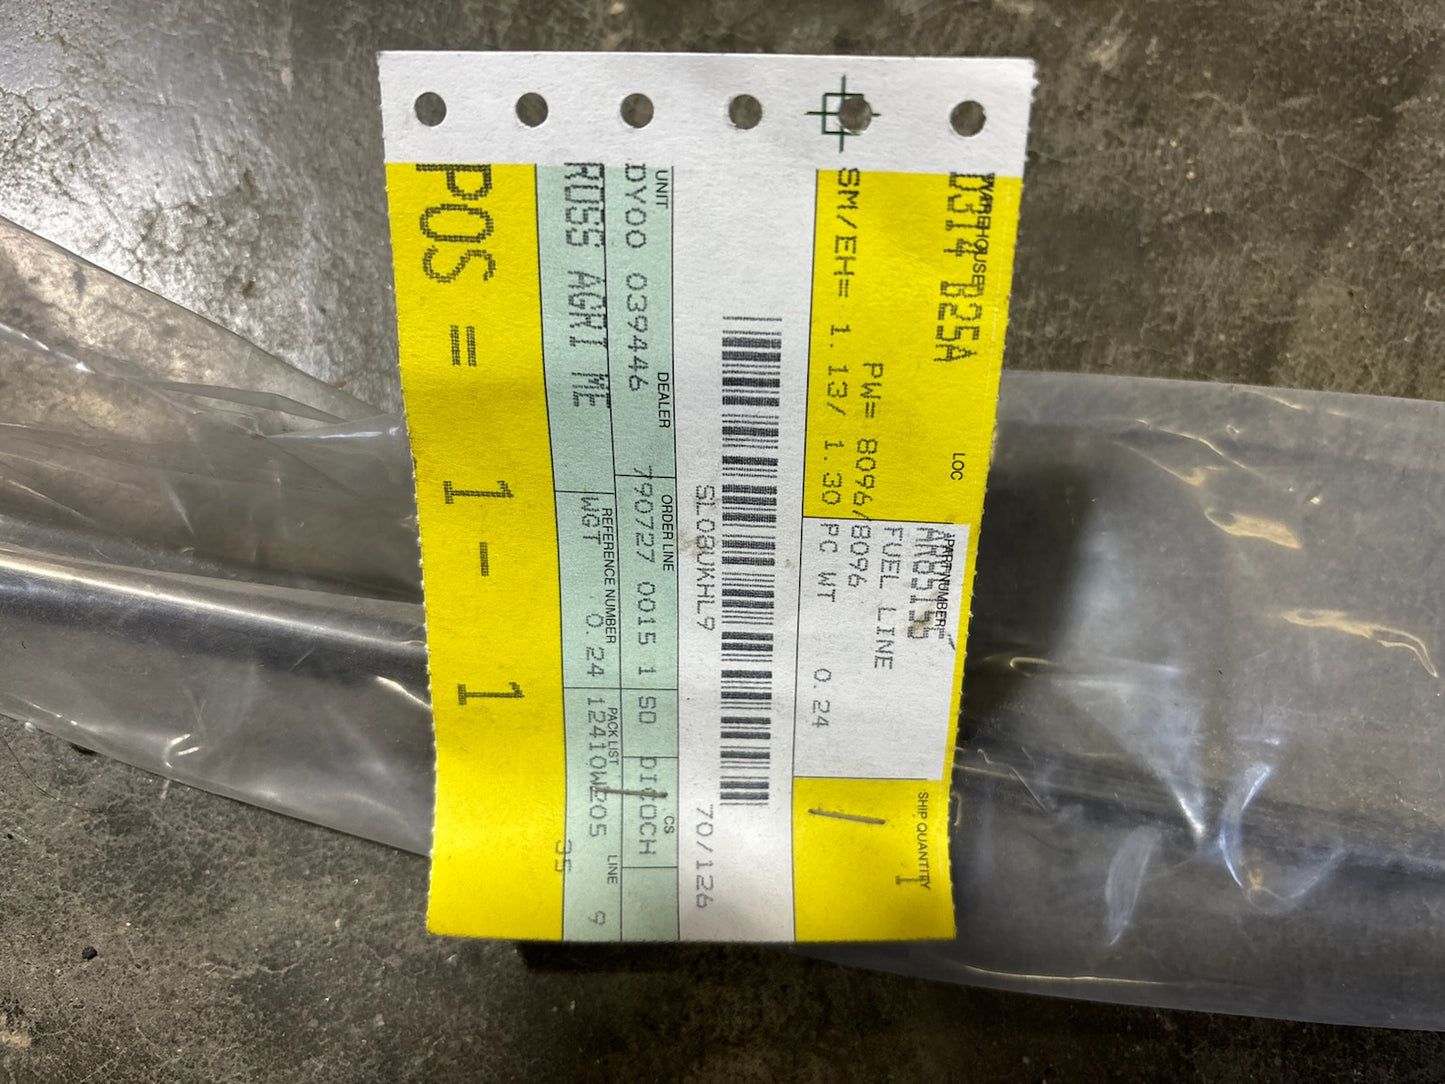 WAREHOUSE
D3T4 B25A
LOC
PART NUMBER
FUEL LINE
PW= 8096/8096
SM/EH= 1.13/ 1.30 PC WT 0.24
SHIP QUANTITY
1
SL08UKHL9
70/126
UNIT
DEALER
ORDER LINE
CS
DY00 039446 790727 0015 1 SO
REFERENCE NUMBER
PACK LIST
LINE
ROSS AGRI ME
WGT 0.24
9
35
POS = 1- 1